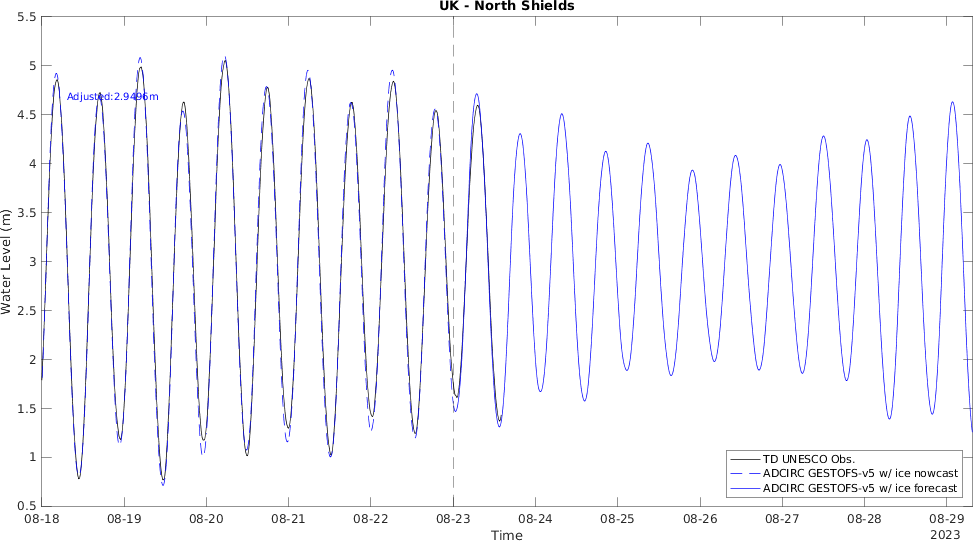 UK - North Shields
5.5
5
4.5
4
3.5
3
2.5
2
1.5
1
0.5
Water Level (m)
Adjusted:2.9496m
TD UNESCO Obs.
ADCIRC GESTOFS-v5 w/ ice nowcast
ADCIRC GESTOFS-v5 w/ ice forecast
08-18 08-19 08-20 08-21 08-22 08-23 08-24 08-25 08-26 08-27 08-28 08-29
2023
Time